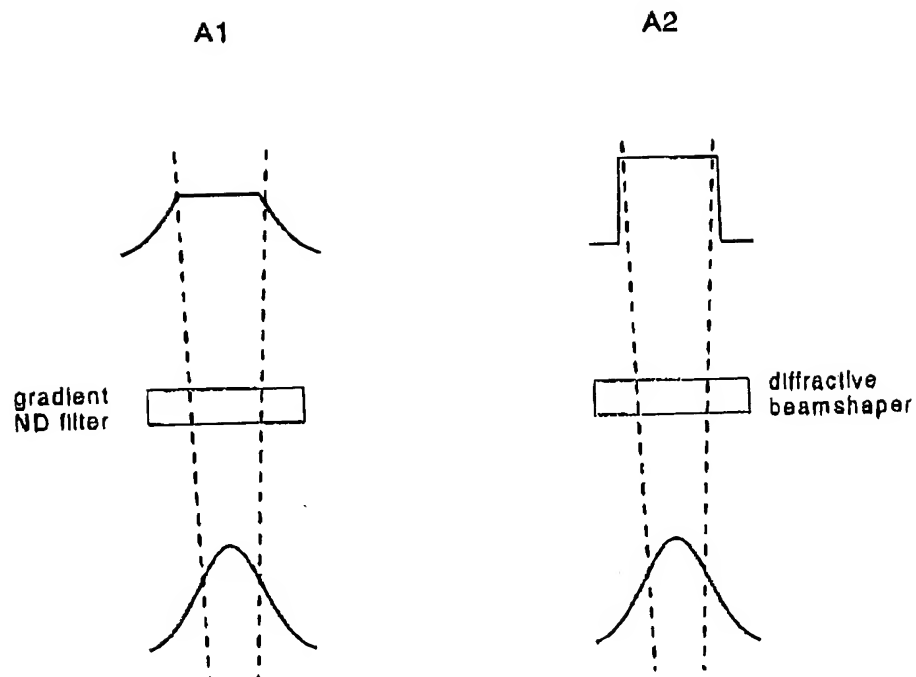 A1
A2
gradient
ND filter
diffractive
beamshaper